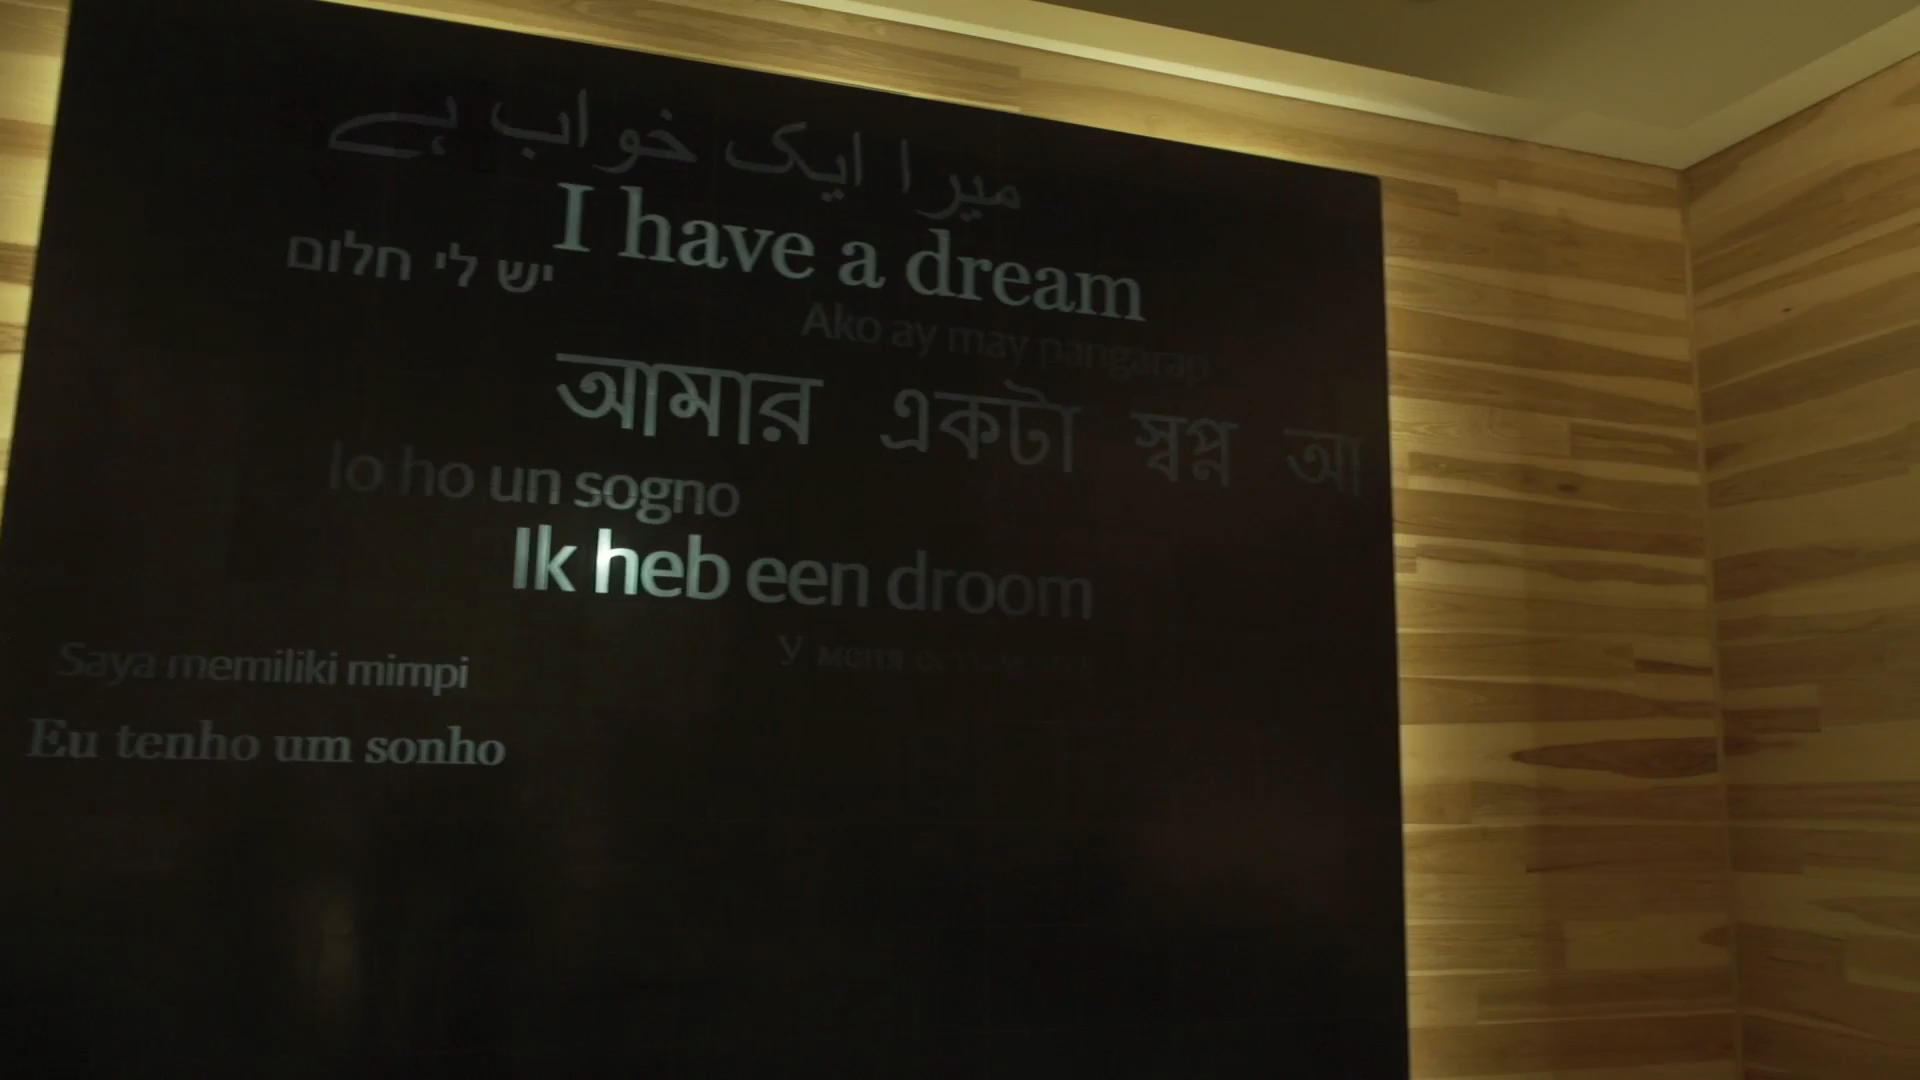 میرا ایک خواب ہے
I have a dream
יש לי חלום
Ako ay may pangarap
আমার একটা স্বপ্ন আ
Io ho un sogno
Ik heb een droom
У меня
Saya memiliki mimpi
Eu tenho um sonho